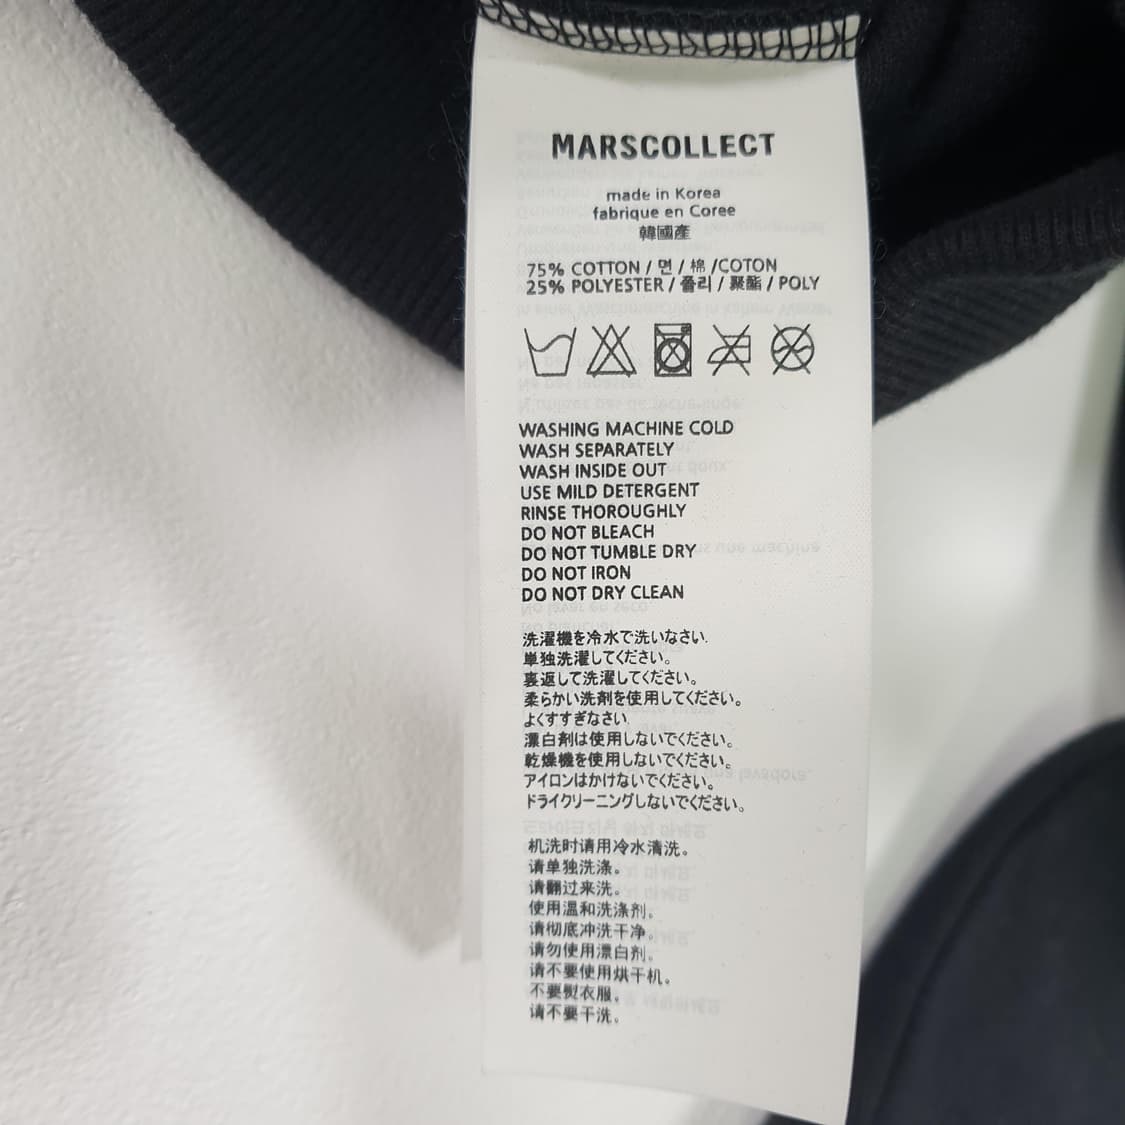 MARSCOLLECT
made in Korea
fabrique en Coree
韓國産
75% COTTON / 면 / 棉 /COTON
25% POLYESTER / 폴리 / 聚酯 / POLY
WASHING MACHINE COLD
WASH SEPARATELY
WASH INSIDE OUT
USE MILD DETERGENT
RINSE THOROUGHLY
DO NOT BLEACH
DO NOT TUMBLE DRY
DO NOT IRON
DO NOT DRY CLEAN
洗濯機を冷水で洗いなさい.
単独洗濯してください。
裏返して洗濯してください。
柔らかい洗剤を使用してください。
よくすすぎなさい
漂白剤は使用しないでください。
乾燥機を使用しないでください。
アイロンはかけないでください。
ドライクリーニングしないでください。
机洗时请用冷水清洗。
请单独洗涤。
请翻过来洗。
使用温和洗涤剂。
请彻底冲洗干净。
请勿使用漂白剂。
请不要使用烘干机。
不要熨衣服。
请不要干洗。